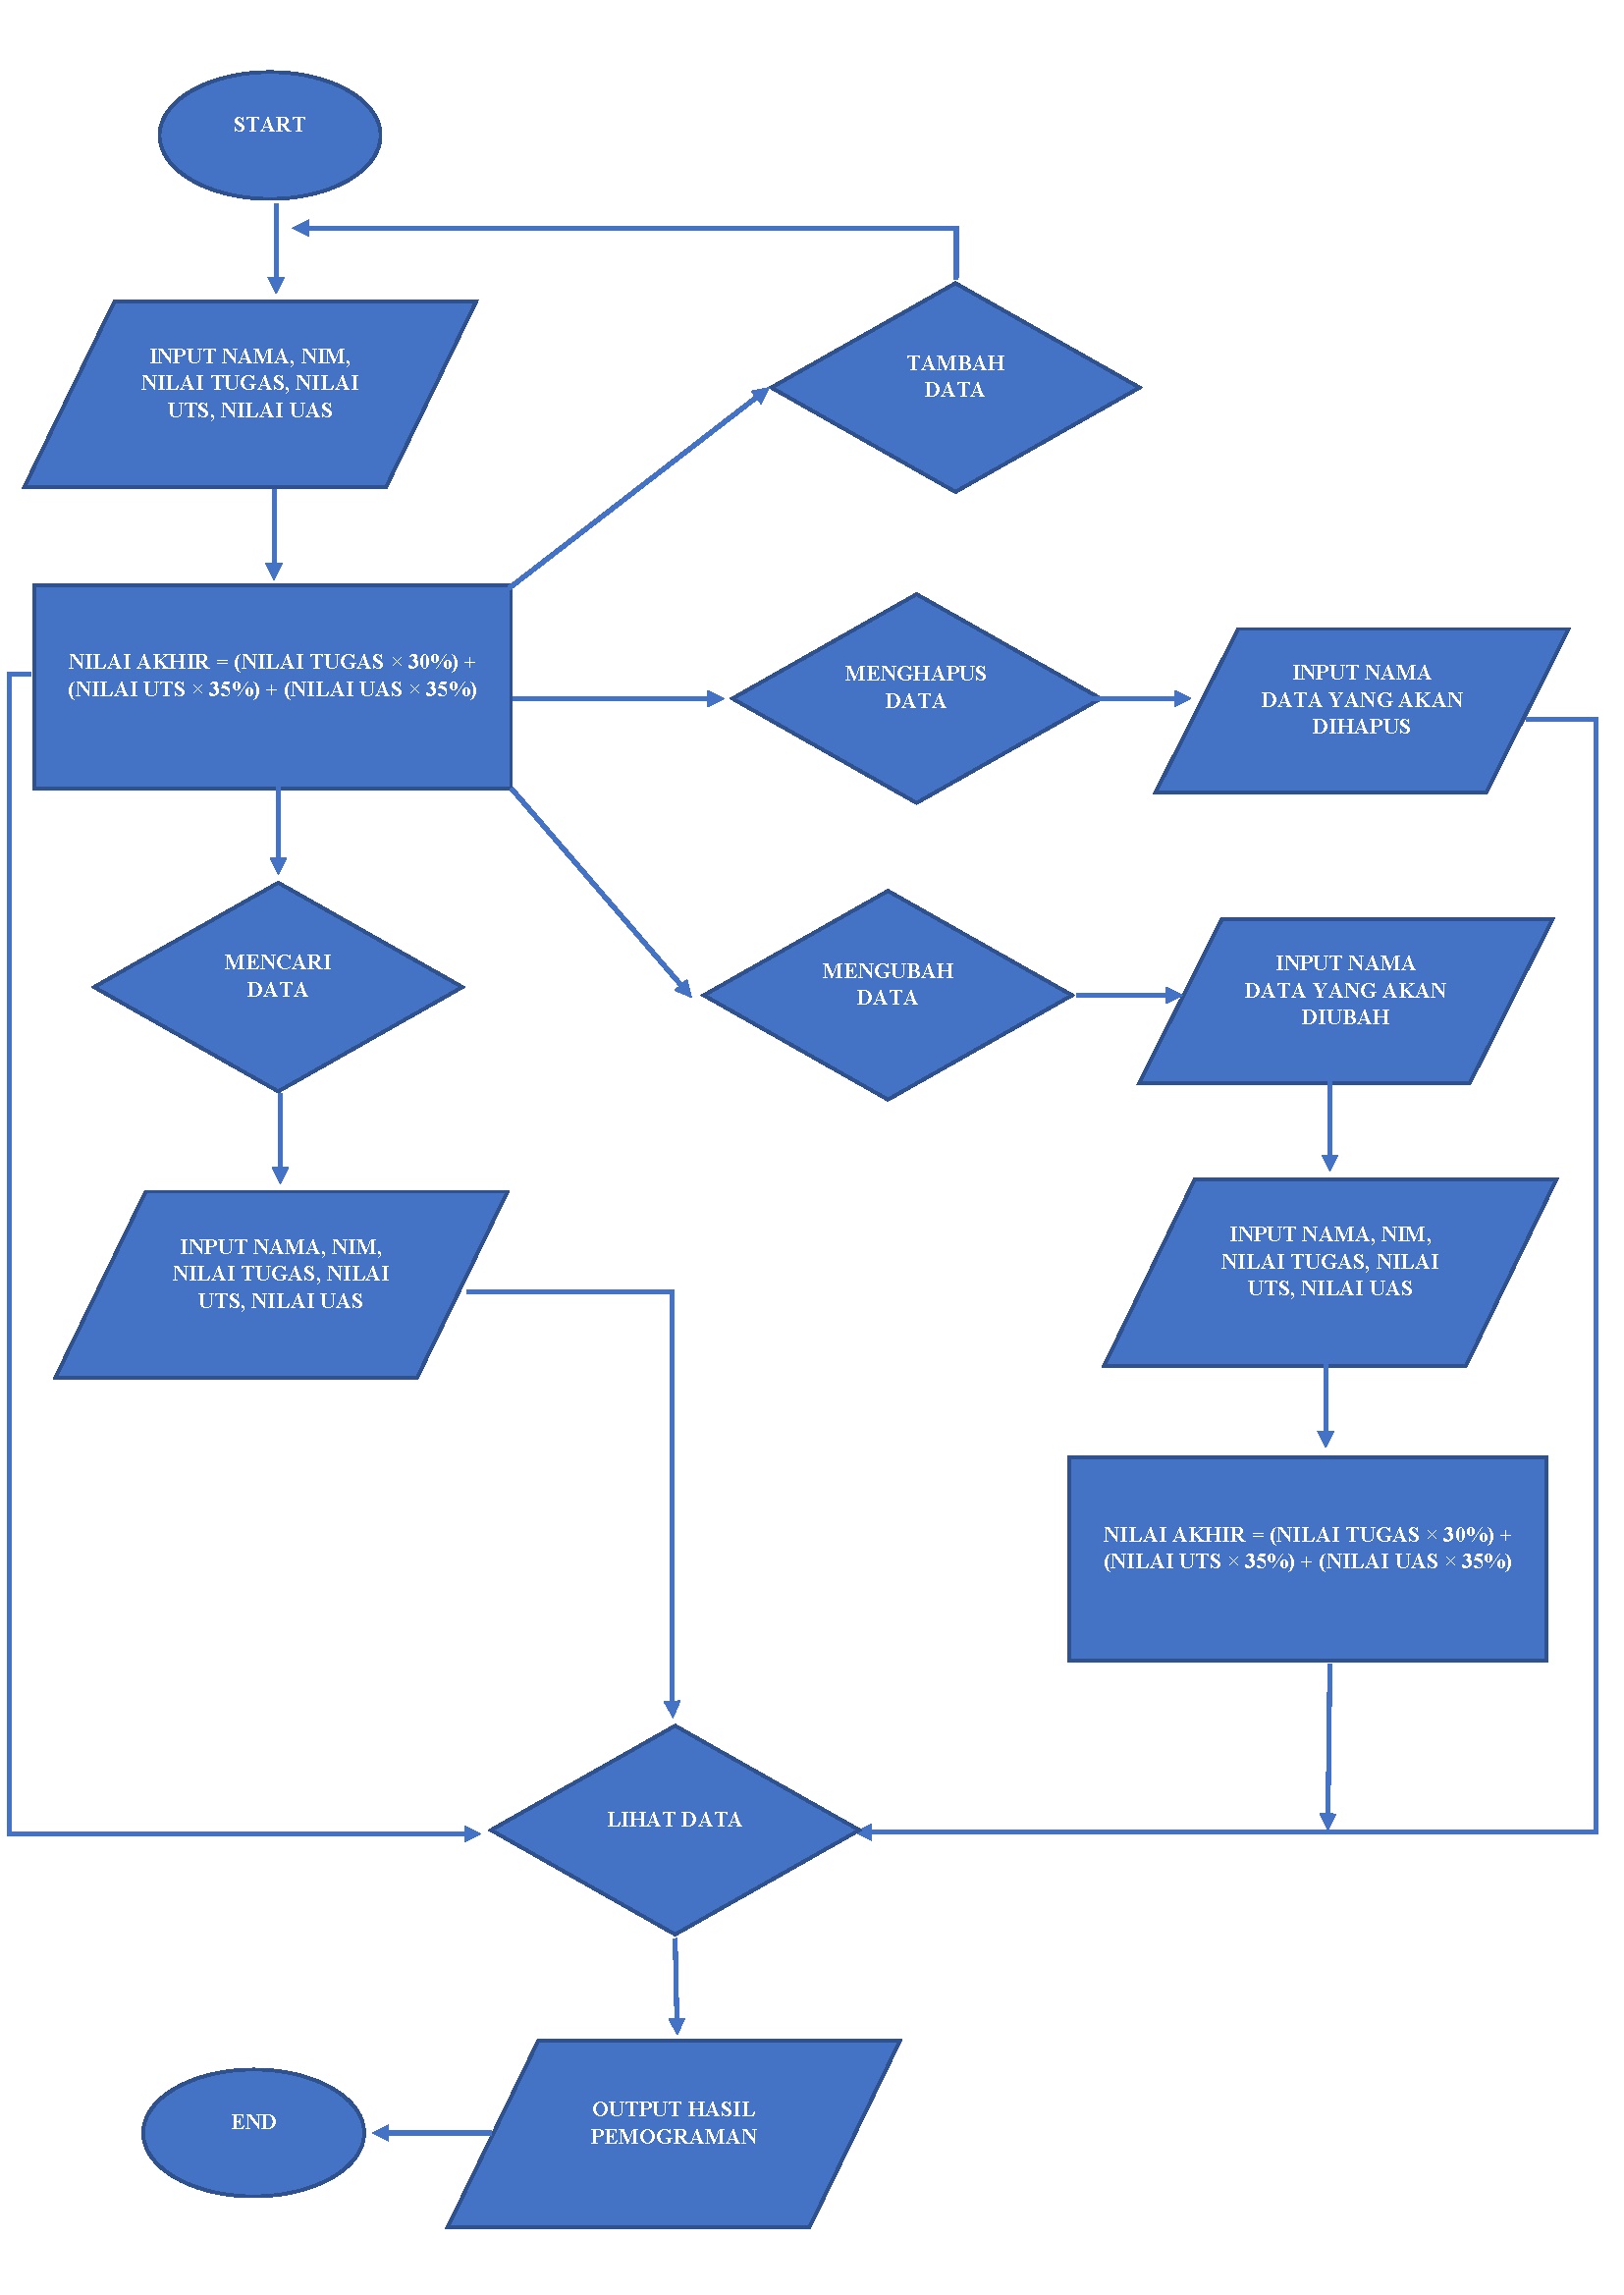 START
INPUT NAMA, NIM,
NILAI TUGAS, NILAI
UTS, NILAI UAS
TAMBAH
DATA
NILAI AKHIR = (NILAI TUGAS × 30%) +
(NILAI UTS × 35%) + (NILAI UAS × 35%)
MENGHAPUS
DATA
INPUT NAMA
DATA YANG AKAN
DIHAPUS
MENCARI
DATA
MENGUBAH
DATA
INPUT NAMA
DATA YANG AKAN
DIUBAH
INPUT NAMA, NIM,
NILAI TUGAS, NILAI
UTS, NILAI UAS
INPUT NAMA, NIM,
NILAI TUGAS, NILAI
UTS, NILAI UAS
NILAI AKHIR = (NILAI TUGAS × 30%) +
(NILAI UTS × 35%) + (NILAI UAS × 35%)
LIHAT DATA
OUTPUT HASIL
PEMOGRAMAN
END